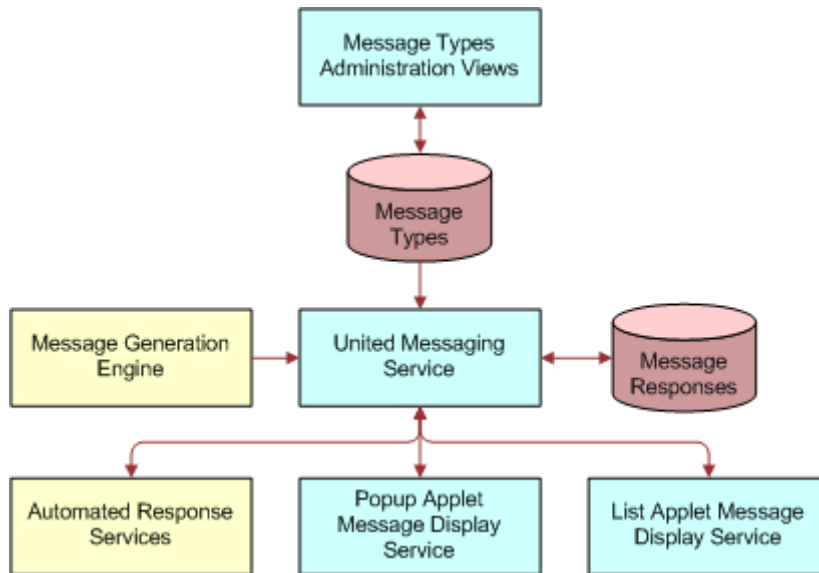 Message Types
Administration Views
Message
Types
Message Generation
Engine
United Messaging
Service
Message
Responses
Automated Response
Services
Popup Applet
Message Display
Service
List Applet Message
Display Service